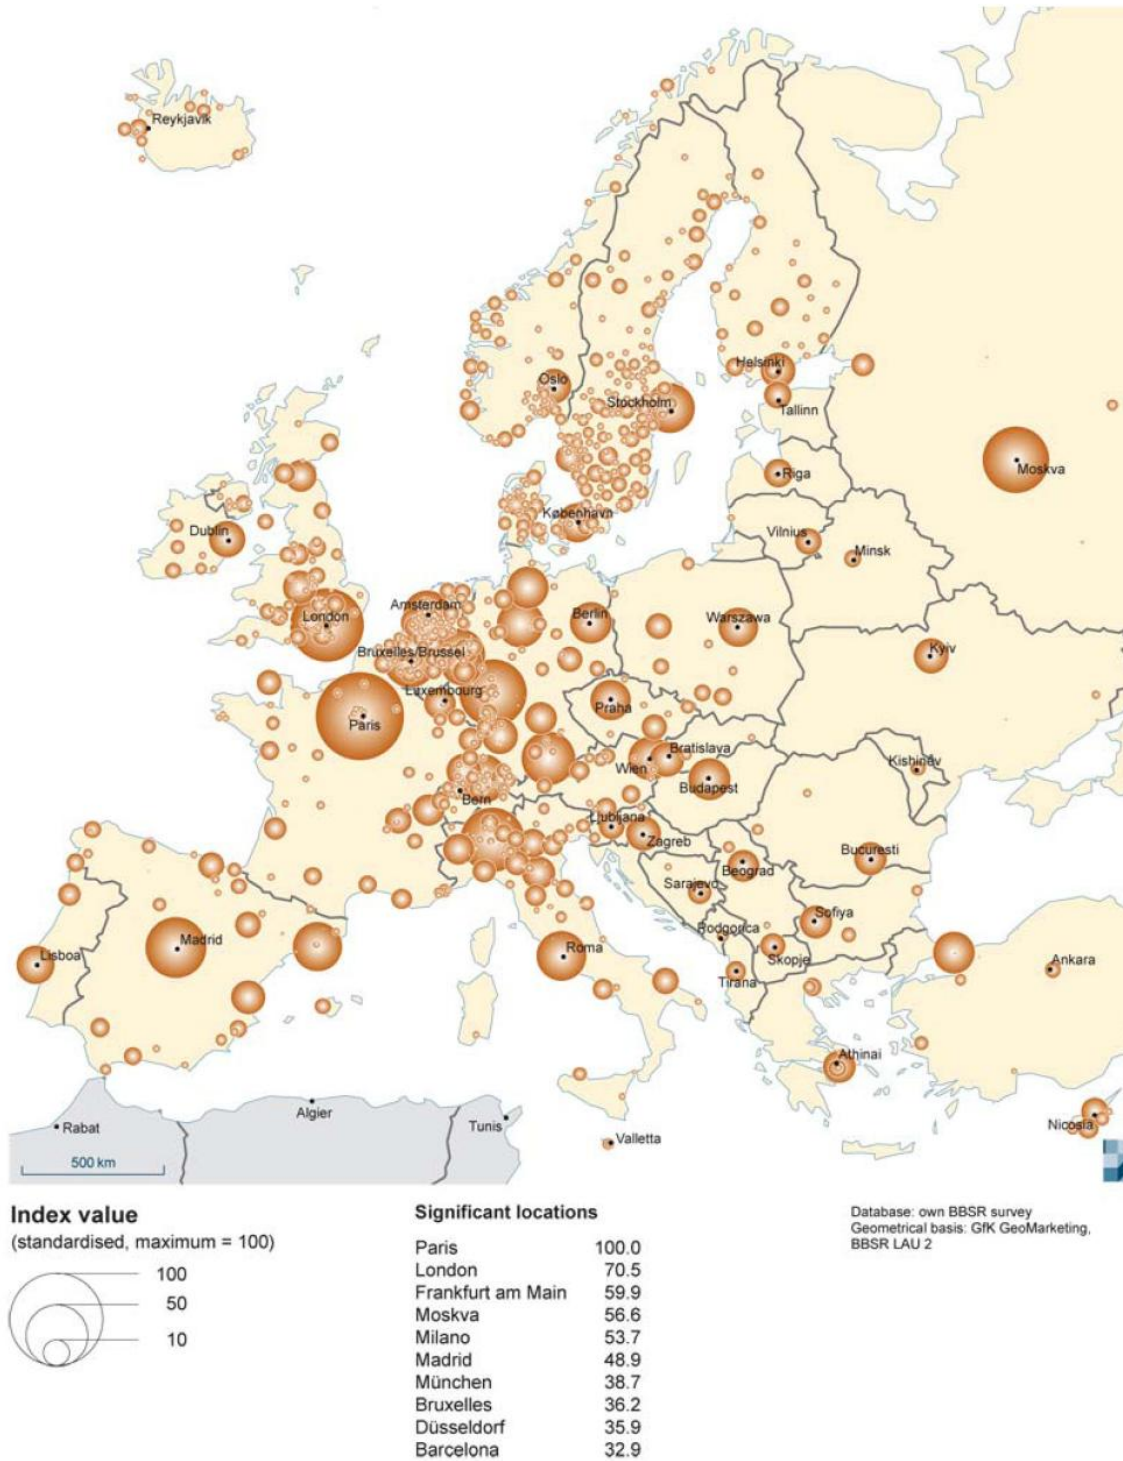 Reykjavik
Helsinki
Oslo
Stockholm
Tallinn
Moskva
Riga
København
Dublin
Vilnius
Minsk
Amsterdam
London
Berlin
Warszawa
Bruxelles/Brussel
Kyiv
Luxembourg
Praha
Paris
Bratislava
Wien
Kishinev
Budapest
Bern
Ljubljana
Zagreb
Bucuresti
Beograd
Sarajevo
Sofiya
Podgorica
Madrid
Roma
Lisboa
Skopje
Ankara
Tirana
Athinai
Algier
Nicosia
Rabat
Tunis
Valletta
500 km
Index value
(standardised, maximum = 100)
100
50
10
Significant locations
Paris 100.0
London 70.5
Frankfurt am Main 59.9
Moskva 56.6
Milano 53.7
Madrid 48.9
München 38.7
Bruxelles 36.2
Düsseldorf 35.9
Barcelona 32.9
Database: own BBSR survey
Geometrical basis: GfK GeoMarketing,
BBSR LAU 2